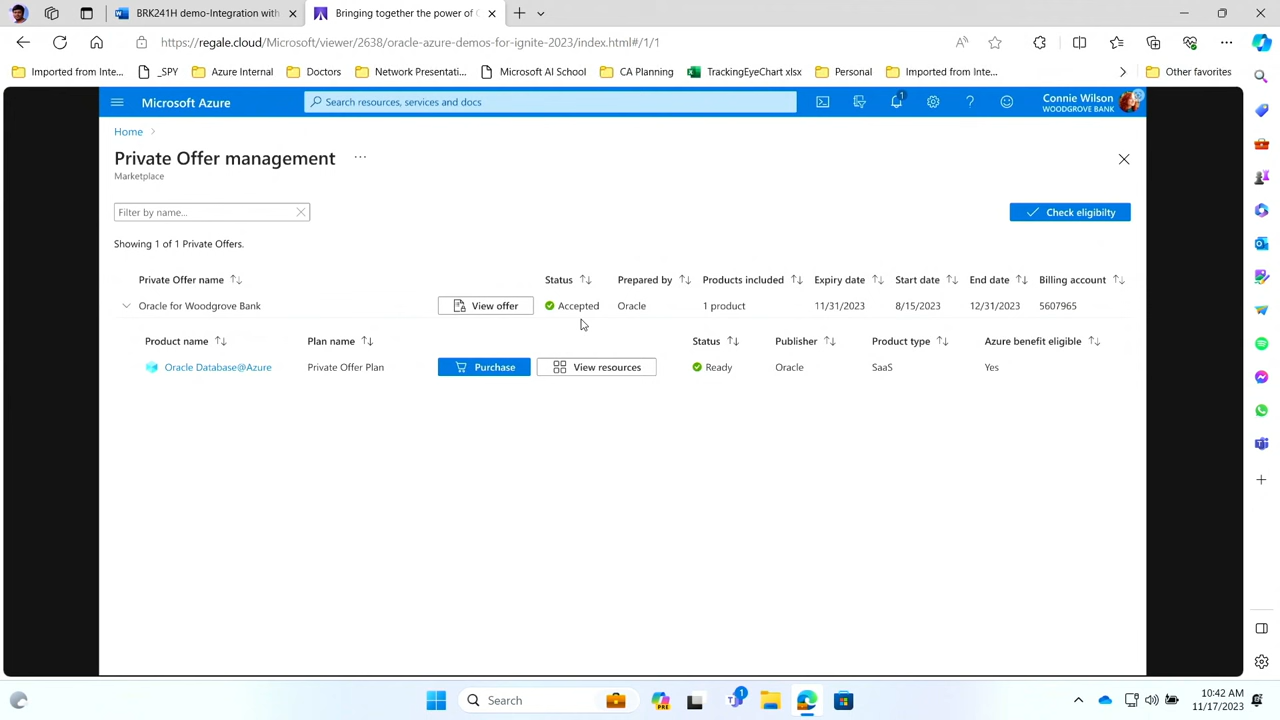 BRK241H demo-Integration with
Bringing together the power of
https://regale.cloud/Microsoft/viewer/2638/oracle-azure-demos-for-ignite-2023/index.html#/1/1
Imported from Inte...
_SPY
Azure Internal
Doctors
Network Presentati...
Microsoft AI School
CA Planning
TrackingEyeChart xlsx
Personal
Imported from Inte...
Other favorites
Microsoft Azure
Search resources, services and docs
1
Connie Wilson
WOODGROVE BANK
Home
Private Offer management ...
Marketplace
Filter by name...
Check eligibilty
Showing 1 of 1 Private Offers.
Private Offer name Status Prepared by Products included Expiry date Start date End date Billing account
Oracle for Woodgrove Bank View offer Accepted Oracle 1 product 11/31/2023 8/15/2023 12/31/2023 5607965
Product name Plan name Status Publisher Product type Azure benefit eligible
Oracle Database@Azure Private Offer Plan Purchase View resources Ready Oracle SaaS Yes
Search
PRE
1
10:42 AM
11/17/2023